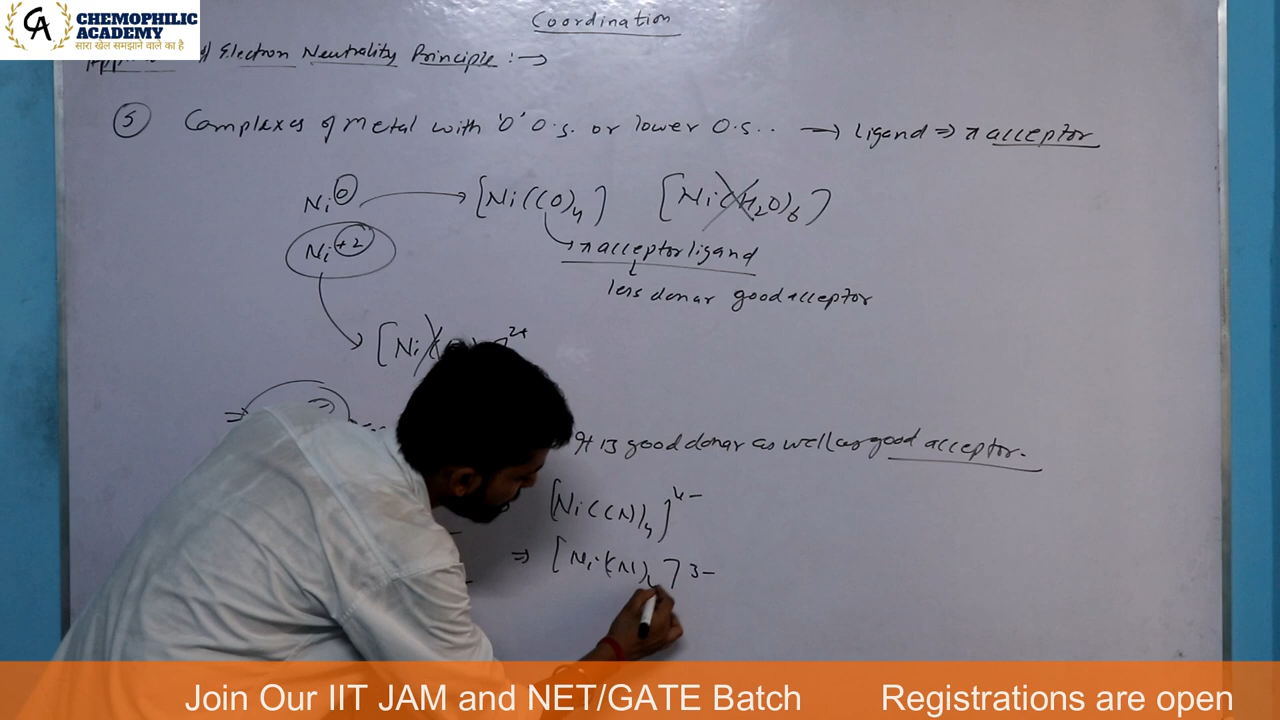 CA
CHEMOPHILIC
ACADEMY
सारा खेल समझाने वाले का है
Coordination
of Electron Neutrality Principle :→
⑤ Complexes of metal with '0' O.S. or lower O.S.. → ligand ⇒ π acceptor
Ni⁰ → [Ni(CO)₄] [Ni(H₂O)₆]
Ni⁺²
π acceptor ligand
less donar good acceptor
[Ni 2+
⇒
It is good donar as well as good acceptor.
[Ni(CN)₄]⁴⁻
⇒ [Ni(CN) ]³⁻
Join Our IIT JAM and NET/GATE Batch Registrations are open